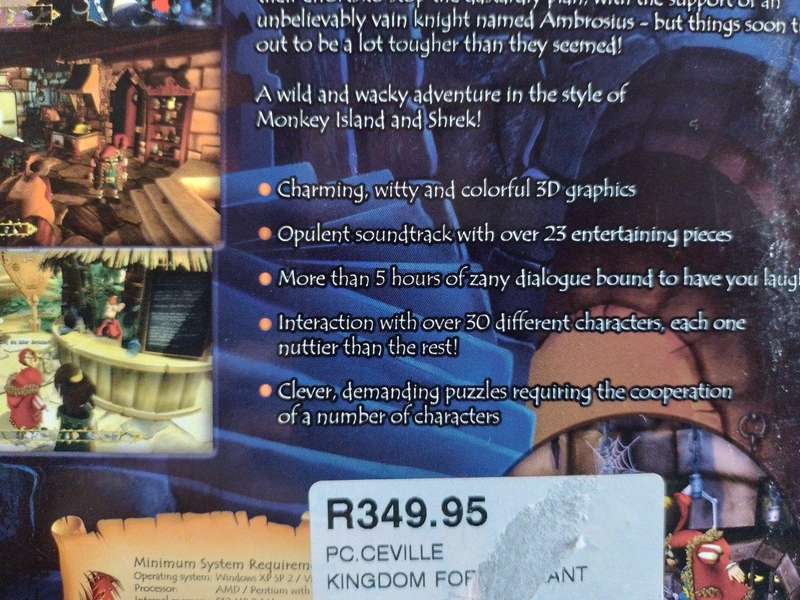 unbelievably vain knight named Ambrosius - but things soon
out to be a lot tougher than they seemed!
A wild and wacky adventure in the style of
Monkey Island and Shrek!
Charming, witty and colorful 3D graphics
Opulent soundtrack with over 23 entertaining pieces
More than 5 hours of zany dialogue bound to have you laugh
Interaction with over 30 different characters, each one
nuttier than the rest!
Clever, demanding puzzles requiring the cooperation
of a number of characters
R349.95
PC.CEVILLE
KINGDOM FOR ANT
Minimum System Requirem
Operating system: Windows XP SP 2 / Vi
Processor: AMD / Pentium with